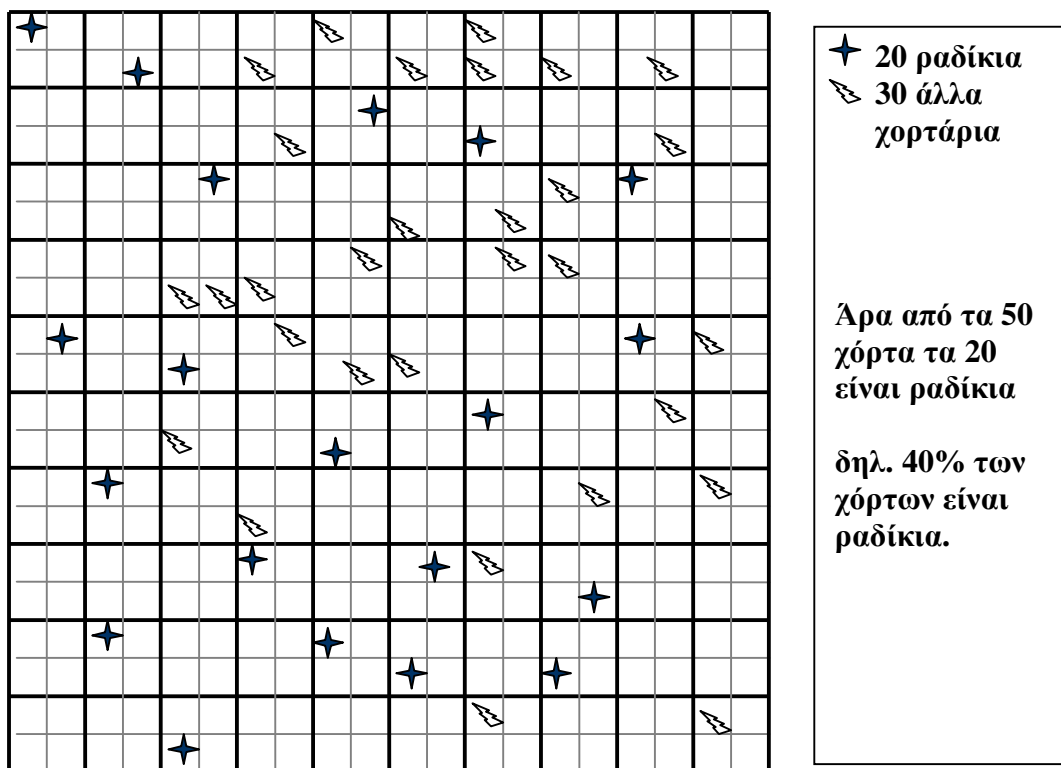 20 ραδίκια
30 άλλα
χορτάρια
Άρα από τα 50
χόρτα τα 20
είναι ραδίκια
δηλ. 40% των
χόρτων είναι
ραδίκια.